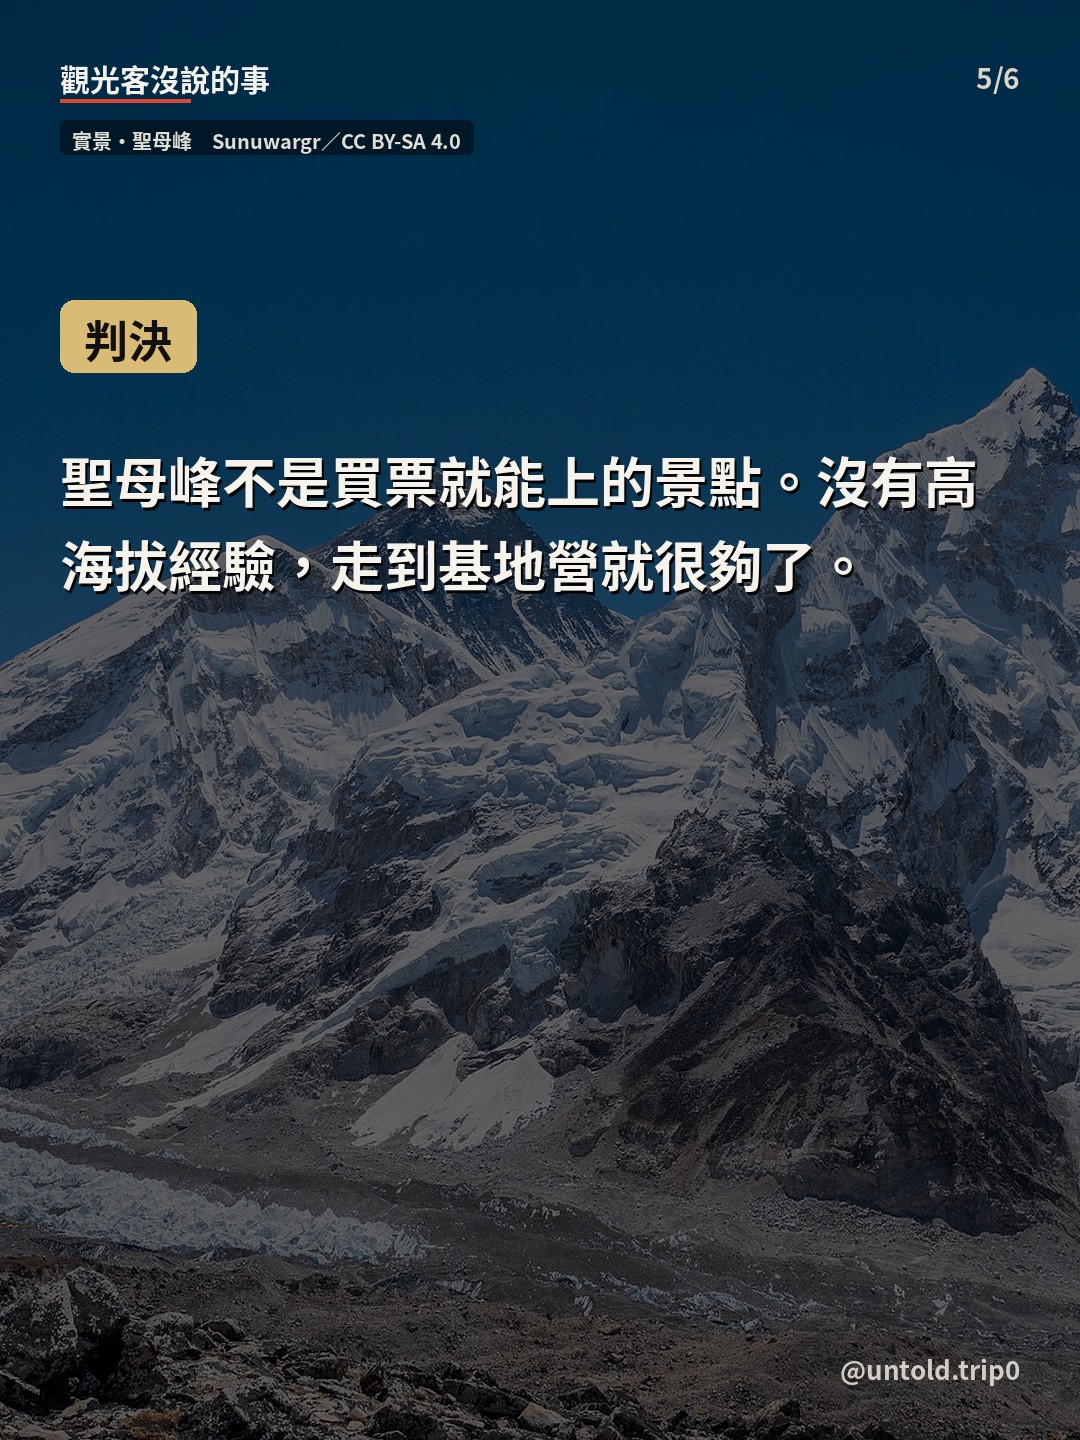 觀光客沒說的事
5/6
實景・聖母峰　Sunuwargr／CC BY-SA 4.0
判決
聖母峰不是買票就能上的景點。沒有高
海拔經驗，走到基地營就很夠了。
@untold.trip0